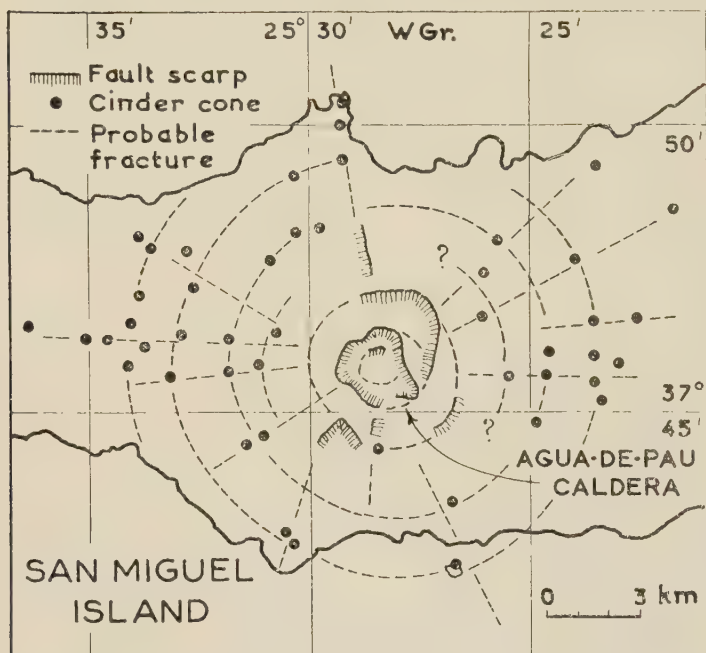 35' 25° 30' W Gr. 25'
Fault scarp
Cinder cone
Probable
fracture
50'
?
37°
45'
?
AGUA-DE-PAU
CALDERA
SAN MIGUEL
ISLAND
0 3 km